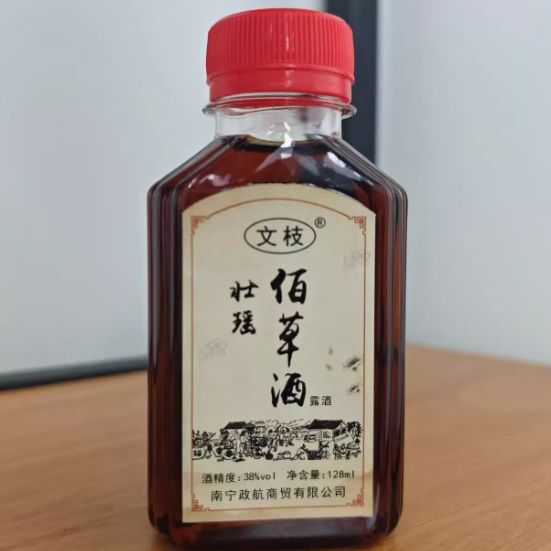 文枝®
壮瑶
佰草酒
露酒
酒精度:38%vol 净含量:128ml
南宁政航商贸有限公司